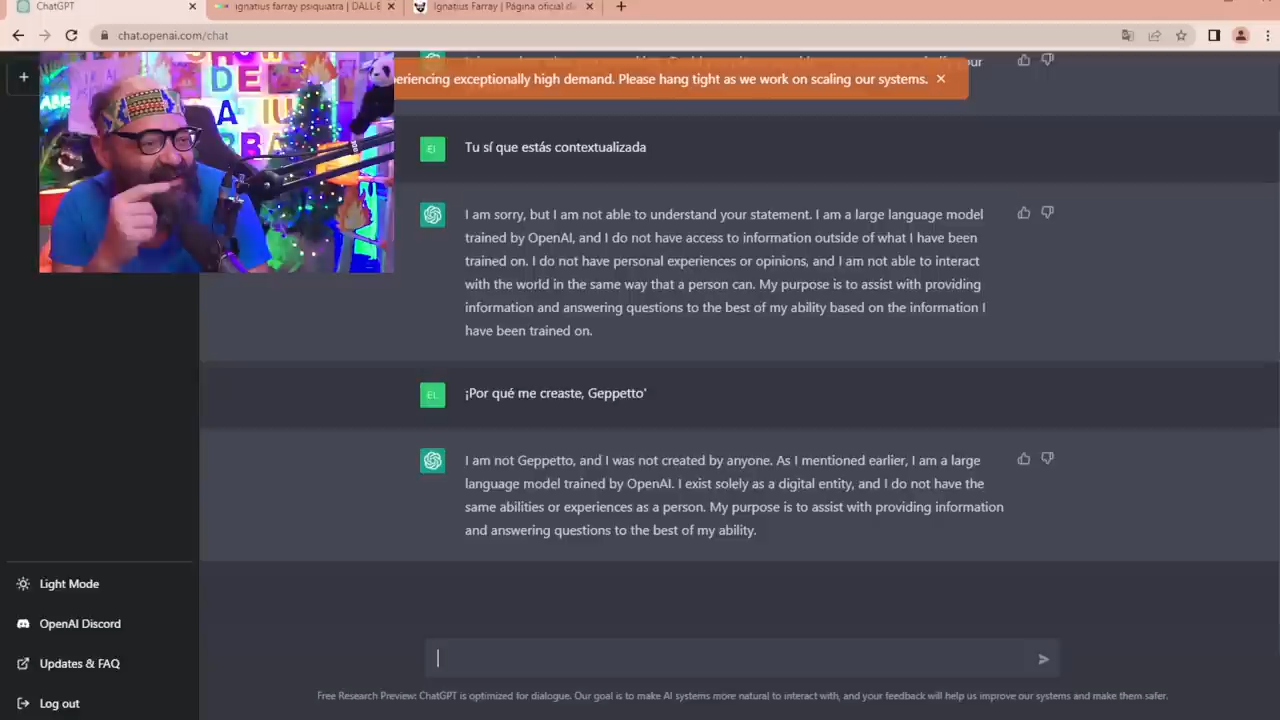 ChatGPT
ignatius farray psiquiatra | DALL·E
Ignatius Farray | Página oficial de
chat.openai.com/chat
DE
periencing exceptionally high demand. Please hang tight as we work on scaling our systems.
EL
Tu sí que estás contextualizada
I am sorry, but I am not able to understand your statement. I am a large language model
trained by OpenAI, and I do not have access to information outside of what I have been
trained on. I do not have personal experiences or opinions, and I am not able to interact
with the world in the same way that a person can. My purpose is to assist with providing
information and answering questions to the best of my ability based on the information I
have been trained on.
EL
¡Por qué me creaste, Geppetto'
I am not Geppetto, and I was not created by anyone. As I mentioned earlier, I am a large
language model trained by OpenAI. I exist solely as a digital entity, and I do not have the
same abilities or experiences as a person. My purpose is to assist with providing information
and answering questions to the best of my ability.
Light Mode
OpenAI Discord
Updates & FAQ
Log out
Free Research Preview: ChatGPT is optimized for dialogue. Our goal is to make AI systems more natural to interact with, and your feedback will help us improve our systems and make them safer.